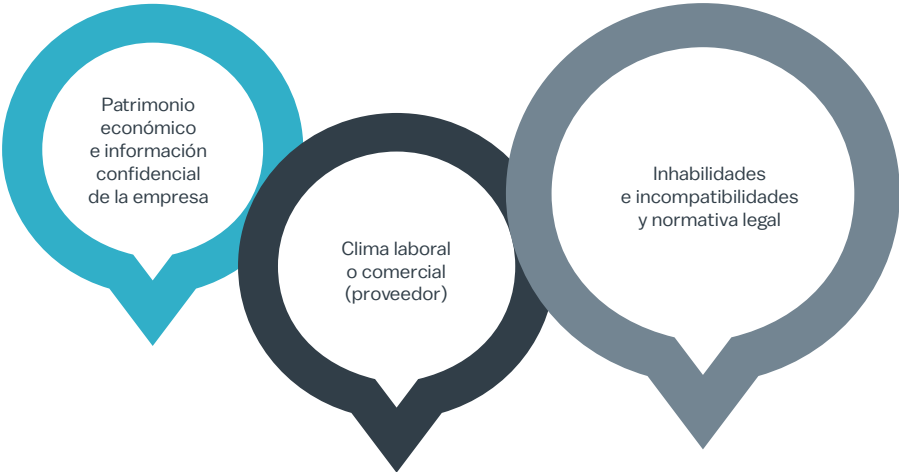 Patrimonio
económico
e información
confidencial
de la empresa
Clima laboral
o comercial
(proveedor)
Inhabilidades
e incompatibilidades
y normativa legal